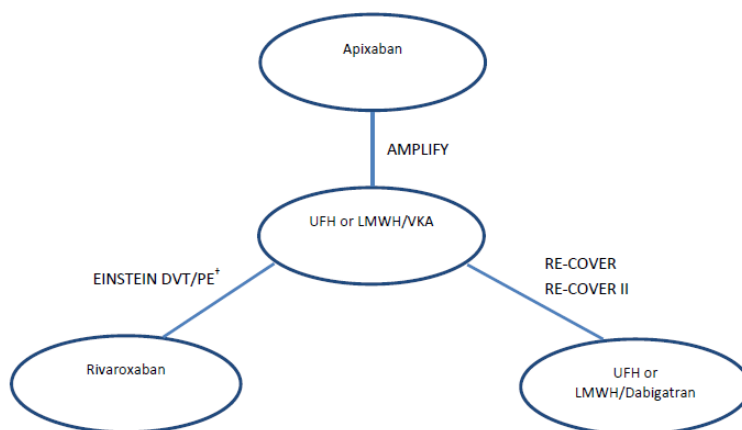 Apixaban
AMPLIFY
UFH or LMWH/VKA
EINSTEIN DVT/PE†
RE-COVER
RE-COVER II
Rivaroxaban
UFH or
LMWH/Dabigatran